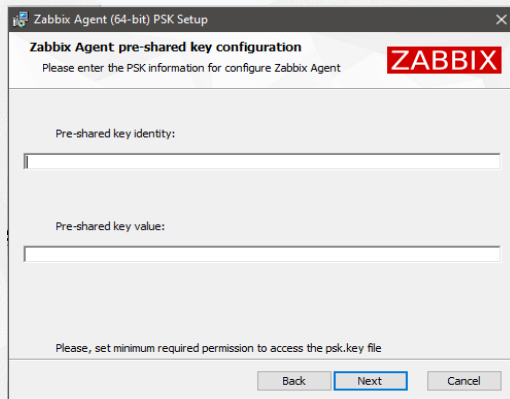 Zabbix Agent (64-bit) PSK Setup
Zabbix Agent pre-shared key configuration
Please enter the PSK information for configure Zabbix Agent
ZABBIX
Pre-shared key identity:
Pre-shared key value:
Please, set minimum required permission to access the psk.key file
Back Next Cancel